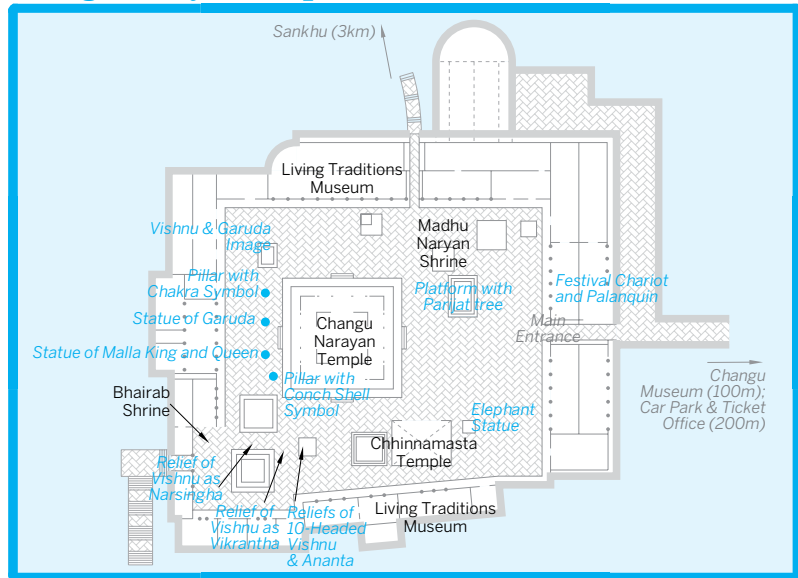 Sankhu (3km)
Living Traditions
Museum
Vishnu & Garuda
Image
Madhu
Naryan
Shrine
Pillar with
Chakra Symbol
Platform with
Parijat tree
Festival Chariot
and Palanquin
Statue of Garuda
Changu
Narayan
Temple
Main
Entrance
Statue of Malla King and Queen
Pillar with
Conch Shell
Symbol
Changu
Museum (100m);
Car Park & Ticket
Office (200m)
Bhairab
Shrine
Elephant
Statue
Chhinnamasta
Temple
Relief of
Vishnu as
Narsingha
Relief of
Vishnu as
Vikrantha
Reliefs of
10-Headed
Vishnu
& Ananta
Living Traditions
Museum